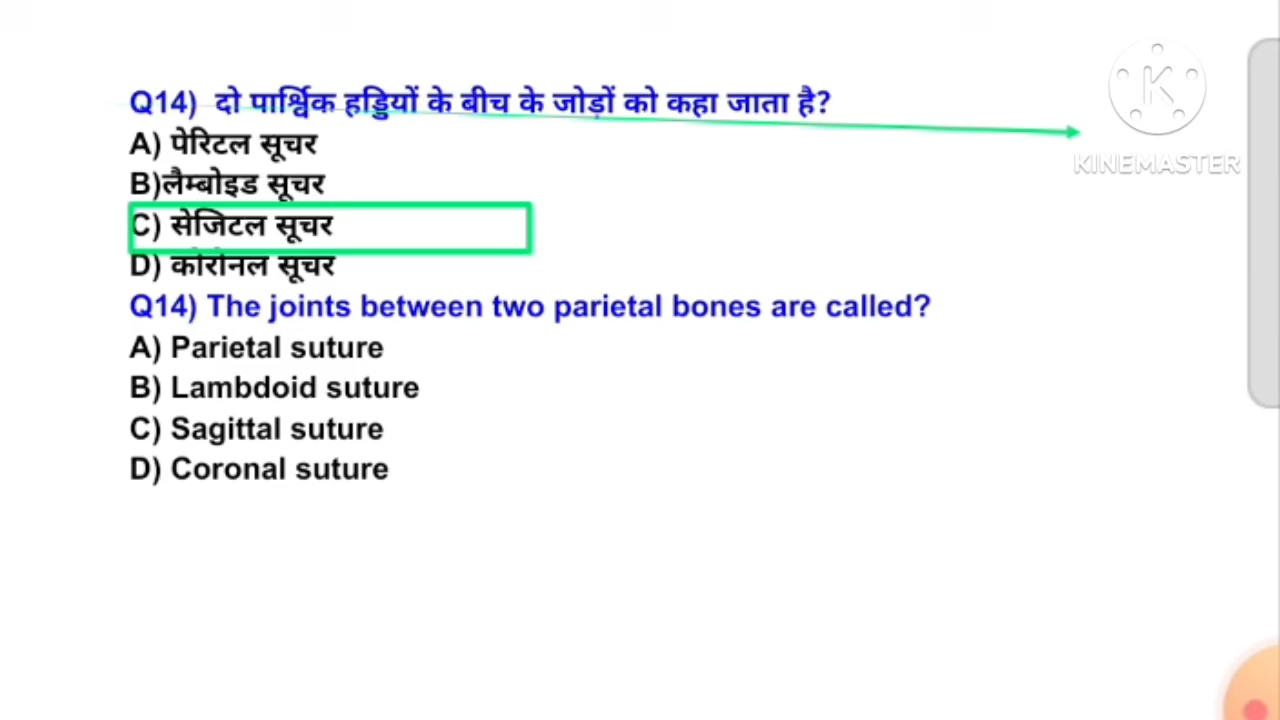 Q14) दो पार्श्विक हड्डियों के बीच के जोड़ों को कहा जाता है?
A) पेरिटल सूचर
B)लैम्बोइड सूचर
C) सेजिटल सूचर
D) कोरोनल सूचर
Q14) The joints between two parietal bones are called?
A) Parietal suture
B) Lambdoid suture
C) Sagittal suture
D) Coronal suture
K
KINEMASTER